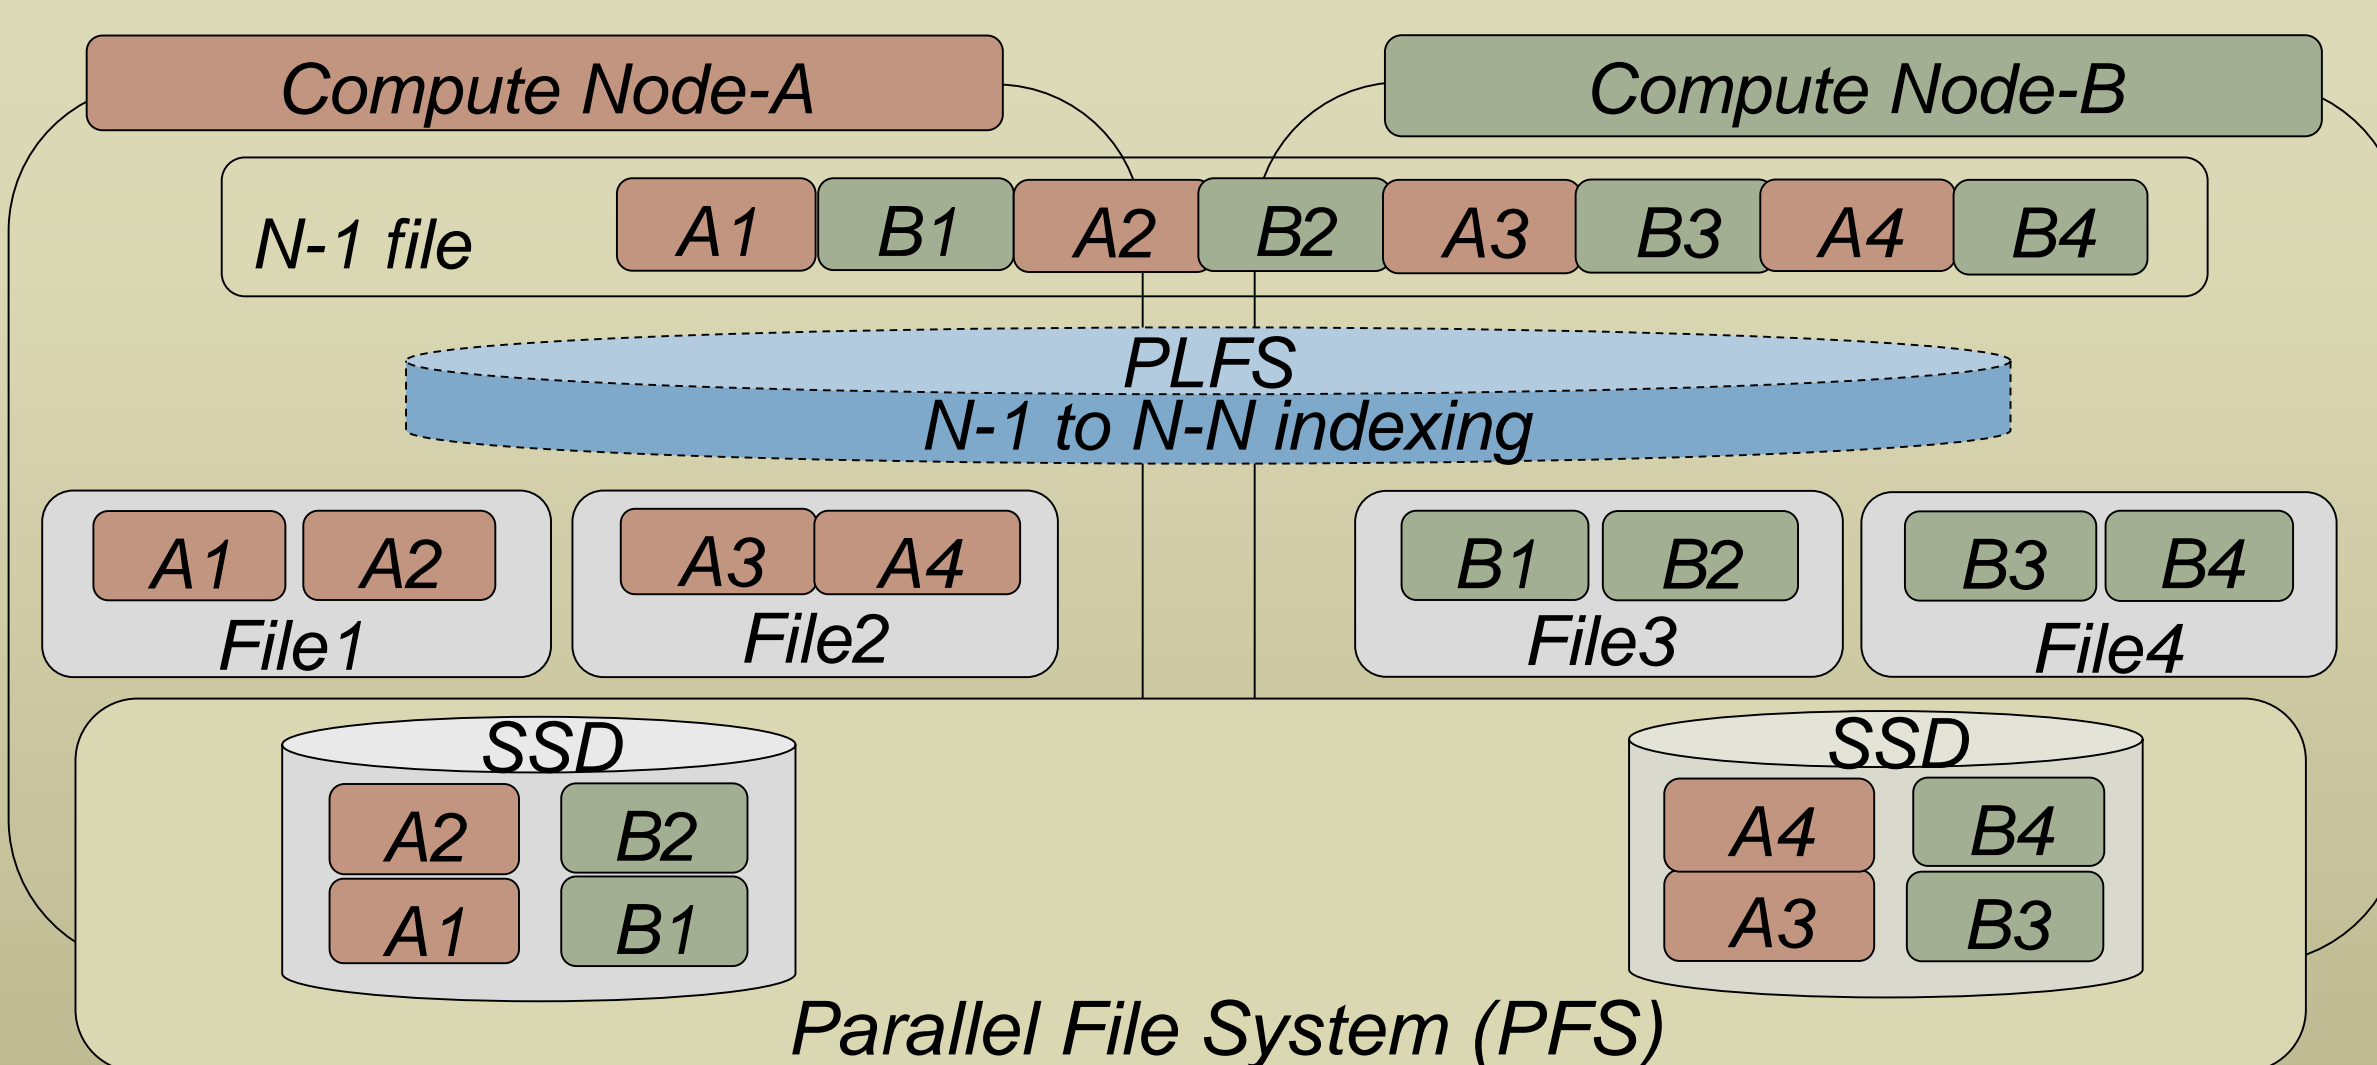 Compute Node-A
Compute Node-B
N-1 file A1 B1 A2 B2 A3 B3 A4 B4
PLFS
N-1 to N-N indexing
A1 A2
File1
A3 A4
File2
B1 B2
File3
B3 B4
File4
SSD
A2 B2
A1 B1
SSD
A4 B4
A3 B3
Parallel File System (PFS)